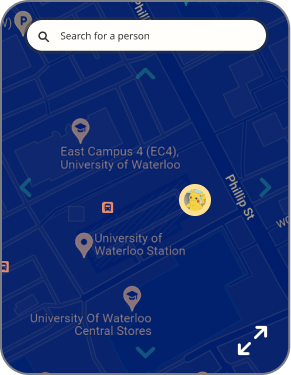 P
Phil
Search for a person
East Campus 4 (EC4),
University of Waterloo
Phillip St
University of
Waterloo Station
University Of Waterloo
Central Stores